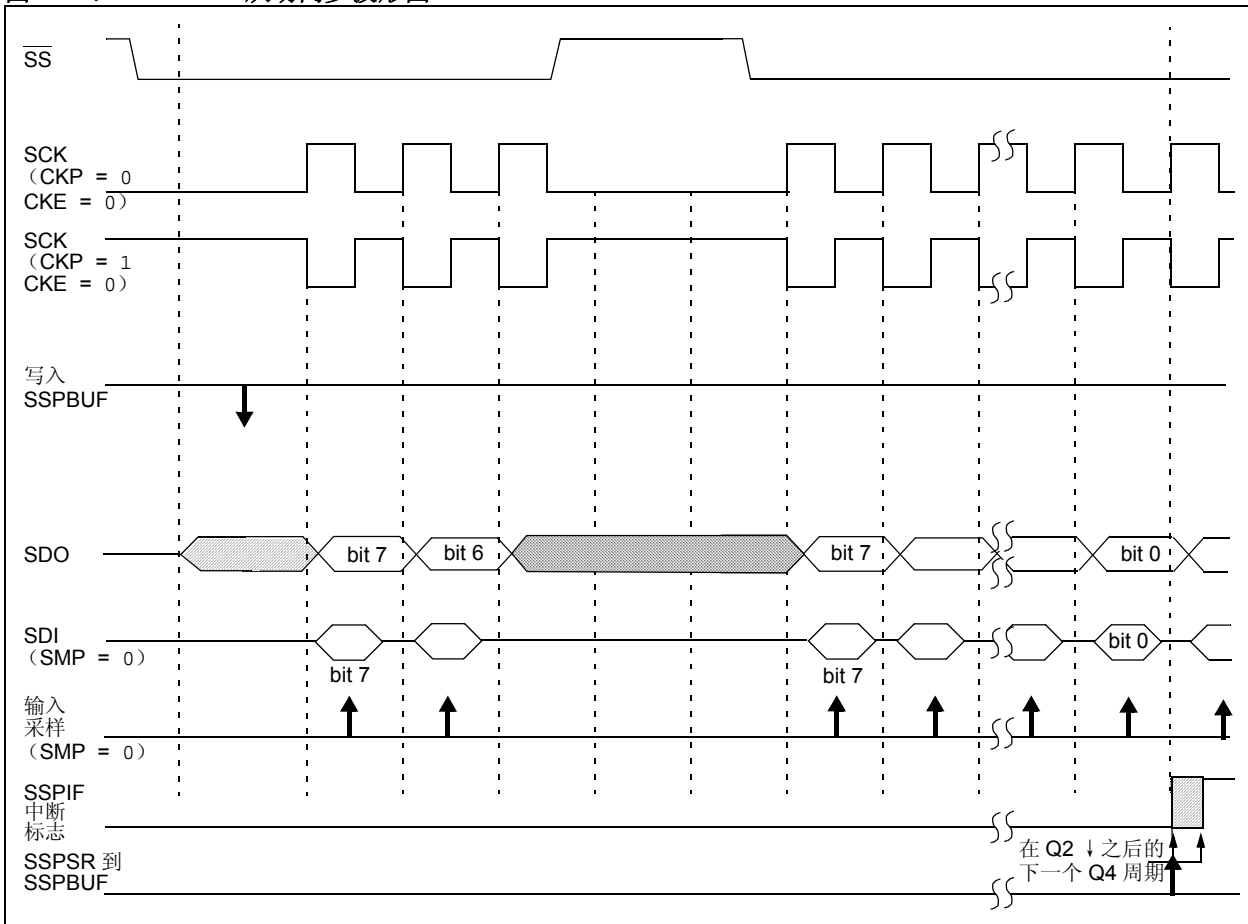 SS
SCK
（CKP = 0
CKE = 0）
SCK
（CKP = 1
CKE = 0）
写入
SSPBUF
SDO
bit 7
bit 6
bit 7
bit 0
SDI
（SMP = 0）
bit 7
bit 7
bit 0
输入
采样
（SMP = 0）
SSPIF
中断
标志
SSPSR 到
SSPBUF
在 Q2 ↓之后的
下一个 Q4 周期